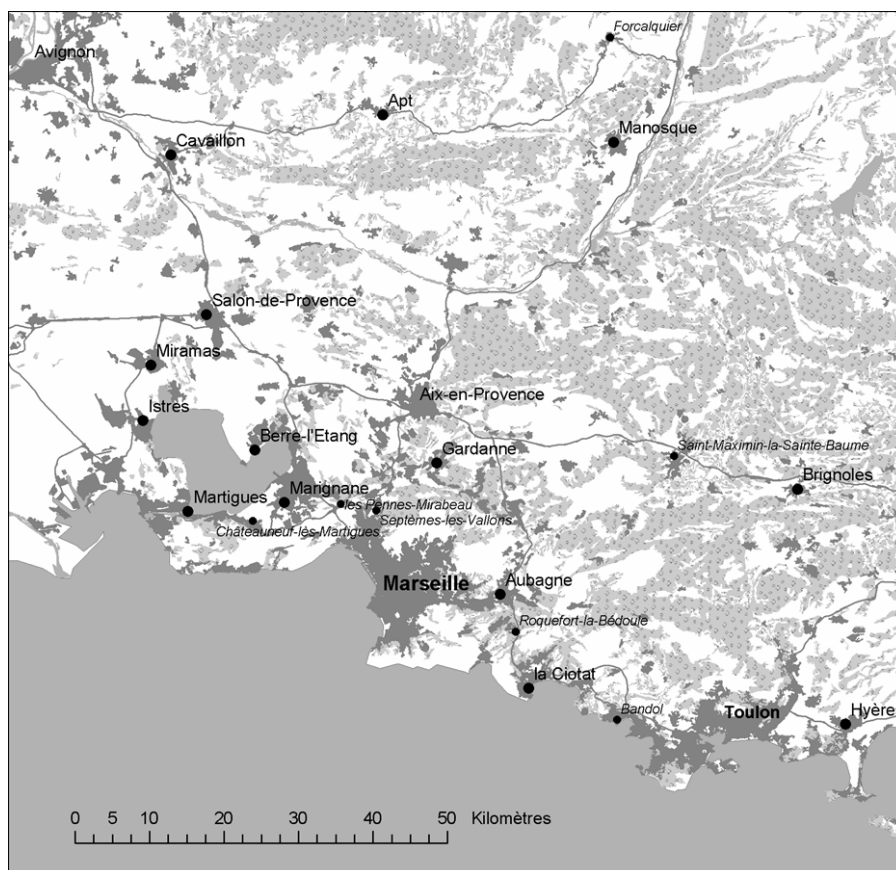 Forcalquier
Avignon
Apt
Manosque
Cavaillon
Salon-de-Provence
Miramas
Aix-en-Provence
Istres
Berre-l'Etang
Gardanne
Saint-Maximin-la-Sainte-Baume
Brignoles
Martigues
Marignane
les Pennes-Mirabeau
Septèmes-les-Vallons
Châteauneuf-lès-Martigues
Marseille
Aubagne
Roquefort-la-Bédoule
la Ciotat
Bandol
Toulon
Hyère
0 5 10 20 30 40 50 Kilomètres